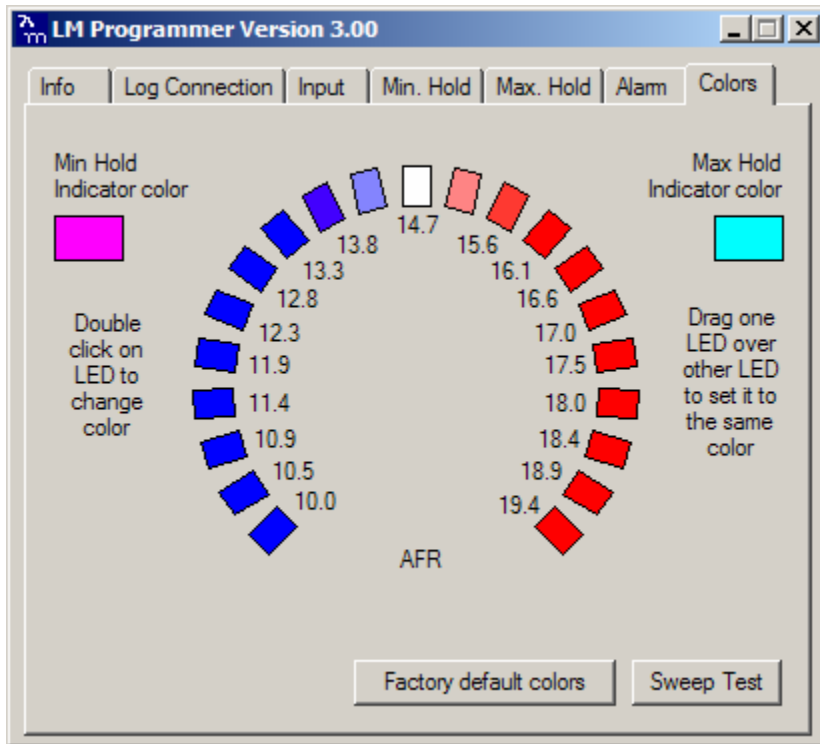 LM Programmer Version 3.00
Info Log Connection Input Min. Hold Max. Hold Alarm Colors
Min Hold
Indicator color
Max Hold
Indicator color
14.7
13.8 15.6
13.3 16.1
12.8 16.6
12.3 17.0
11.9 17.5
11.4 18.0
10.9 18.4
10.5 18.9
10.0 19.4
Double
click on
LED to
change
color
Drag one
LED over
other LED
to set it to
the same
color
AFR
Factory default colors Sweep Test